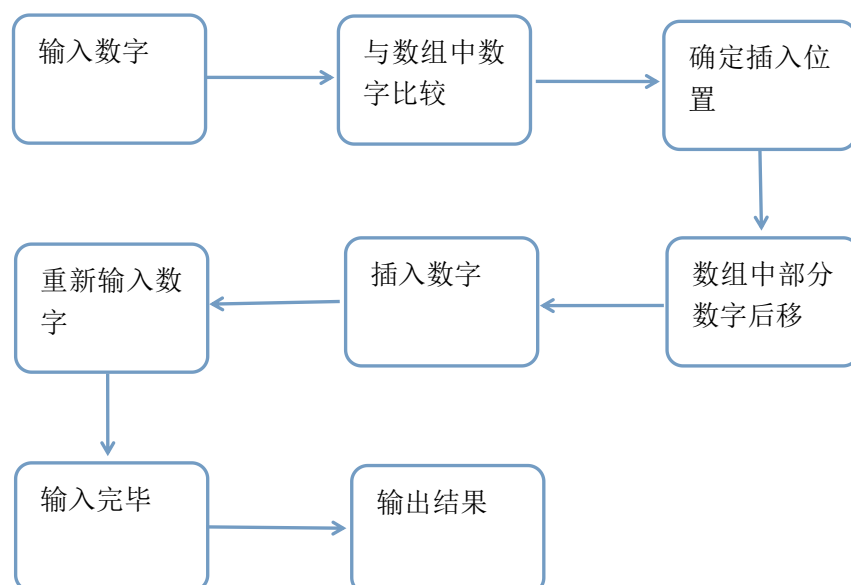 输入数字
与数组中数
字比较
确定插入位
置
数组中部分
数字后移
插入数字
重新输入数
字
输入完毕
输出结果